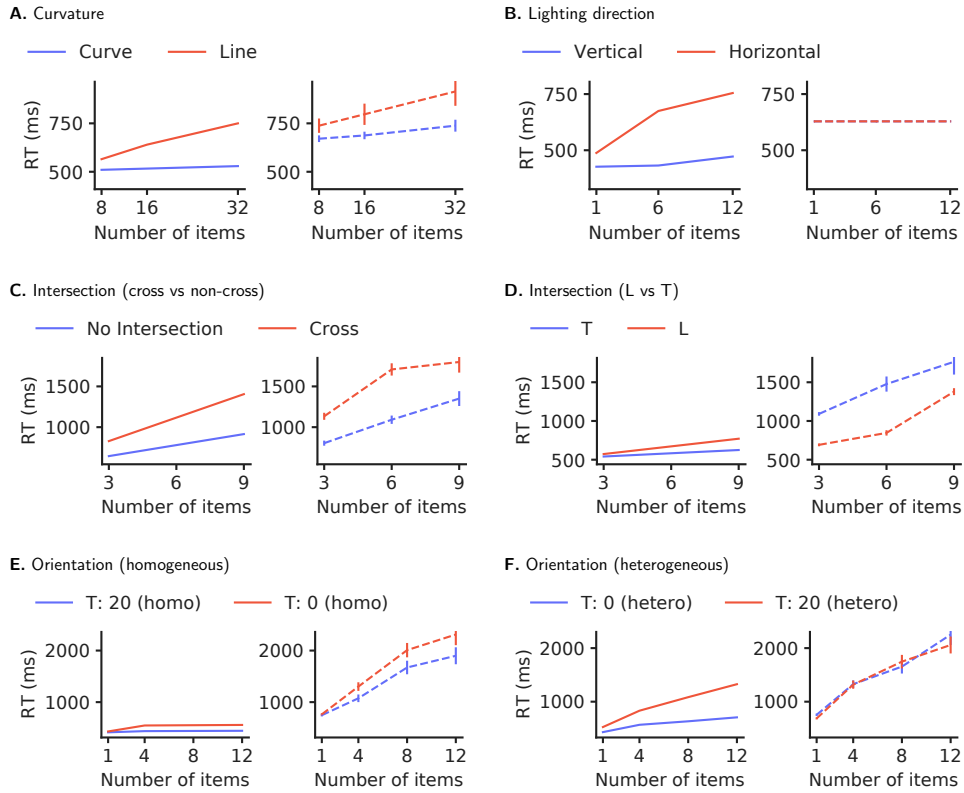 A. Curvature
Curve Line
RT (ms)
750
500
8 16 32
Number of items
750
500
8 16 32
Number of items
B. Lighting direction
Vertical Horizontal
RT (ms)
750
500
1 6 12
Number of items
750
500
1 6 12
Number of items
C. Intersection (cross vs non-cross)
No Intersection Cross
RT (ms)
1500
1000
3 6 9
Number of items
1500
1000
3 6 9
Number of items
D. Intersection (L vs T)
T L
RT (ms)
1500
1000
500
3 6 9
Number of items
1500
1000
500
3 6 9
Number of items
E. Orientation (homogeneous)
T: 20 (homo) T: 0 (homo)
RT (ms)
2000
1000
1 4 8 12
Number of items
2000
1000
1 4 8 12
Number of items
F. Orientation (heterogeneous)
T: 0 (hetero) T: 20 (hetero)
RT (ms)
2000
1000
1 4 8 12
Number of items
2000
1000
1 4 8 12
Number of items